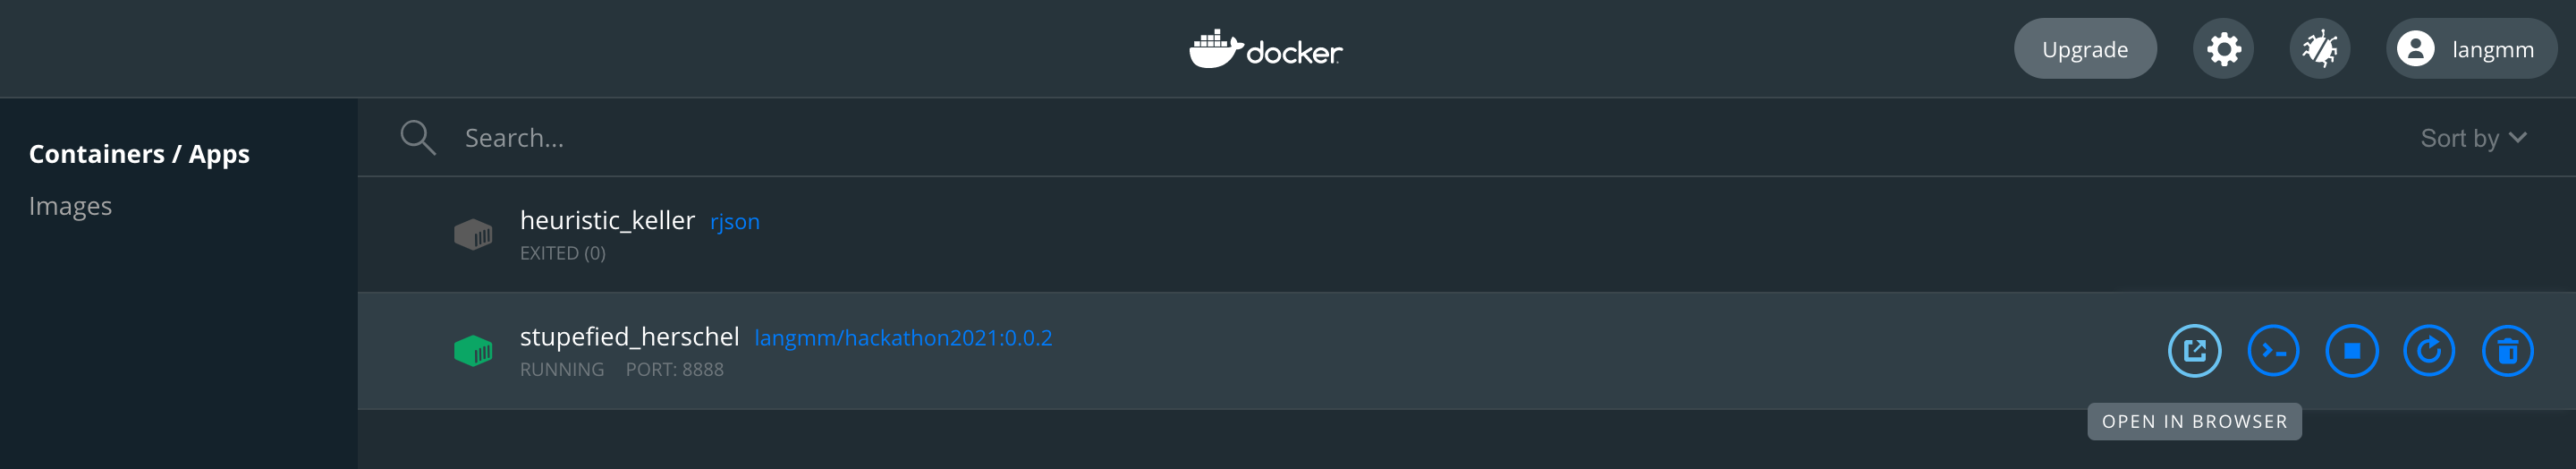 docker
Upgrade
langmm
Containers / Apps
Images
Search...
Sort by
heuristic_keller rjson
EXITED (0)
stupefied_herschel langmm/hackathon2021:0.0.2
RUNNING PORT: 8888
OPEN IN BROWSER